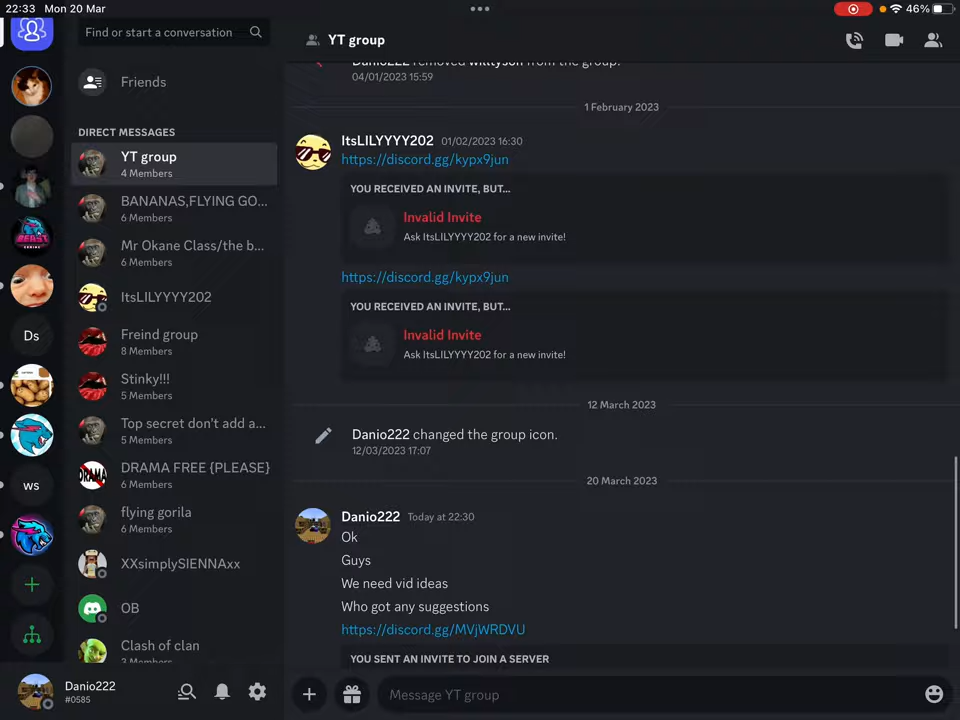 22:33 Mon 20 Mar
46%
Find or start a conversation
Friends
DIRECT MESSAGES
YT group
4 Members
BANANAS,FLYING GO...
6 Members
Mr Okane Class/the b...
6 Members
ItsLILYYYY202
Freind group
8 Members
Stinky!!!
5 Members
Top secret don't add a...
5 Members
DRAMA FREE {PLEASE}
6 Members
flying gorila
6 Members
XXsimplySIENNAxx
OB
Clash of clan
3 Members
Danio222
#0585
Ds
ws
BEAST
DRAMA
YT group
Danio222 removed willyson from the group.
04/01/2023 15:59
1 February 2023
ItsLILYYYY202 01/02/2023 16:30
https://discord.gg/kypx9jun
YOU RECEIVED AN INVITE, BUT...
Invalid Invite
Ask ItsLILYYYY202 for a new invite!
https://discord.gg/kypx9jun
YOU RECEIVED AN INVITE, BUT...
Invalid Invite
Ask ItsLILYYYY202 for a new invite!
12 March 2023
Danio222 changed the group icon.
12/03/2023 17:07
20 March 2023
Danio222 Today at 22:30
Ok
Guys
We need vid ideas
Who got any suggestions
https://discord.gg/MVjWRDVU
YOU SENT AN INVITE TO JOIN A SERVER
Message YT group